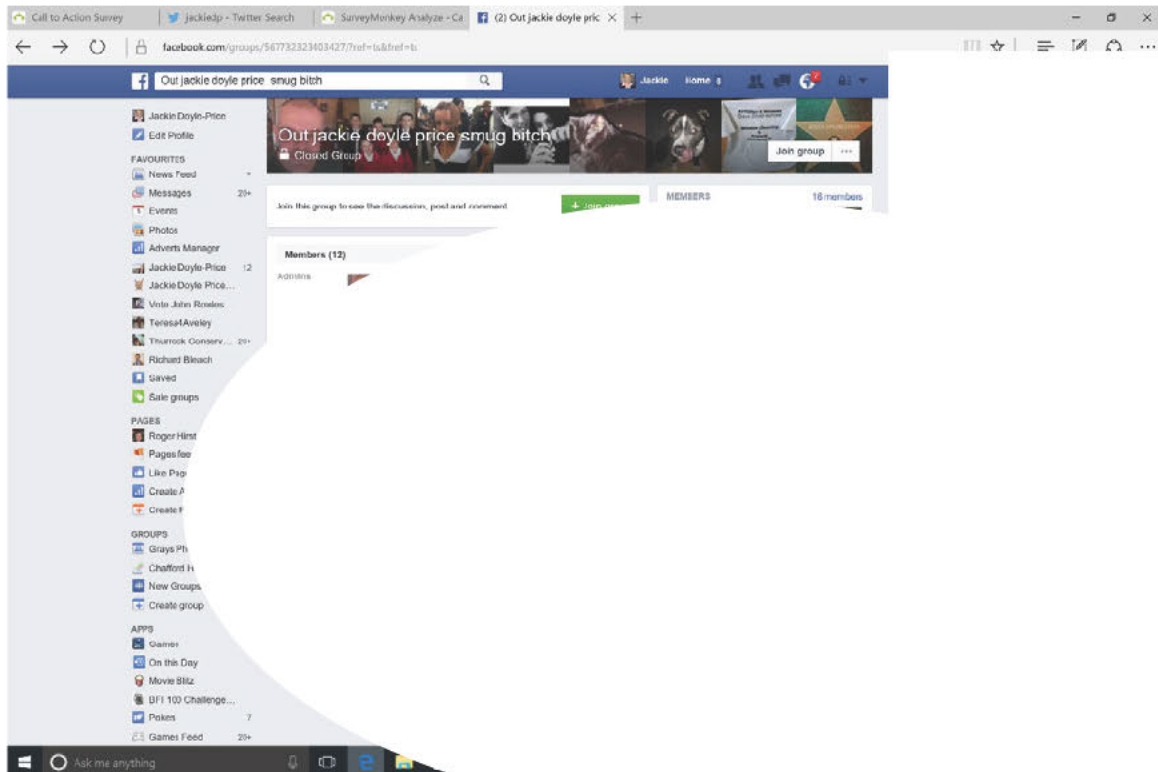 Call to Action Survey
jackiedp - Twitter Search
SurveyMonkey Analyze - Ca
(2) Out jackie doyle pric
facebook.com/groups/567732323403427/?ref=ts&fref=ts
Out jackie doyle price smug bitch
Jackie Home 8
2
Jackie Doyle-Price
Edit Profile
FAVOURITES
News Feed
Messages 20+
Events
Photos
Adverts Manager
Jackie Doyle-Price 12
Jackie Doyle Price...
Vote John Rowles
Teresa4Aveley
Thurrock Conserv... 20+
Richard Bleach
Saved
Sale groups
PAGES
Roger Hirst
Pages fee
Like Page
Create A
Create F
GROUPS
Grays Ph
Chafford H
New Groups
Create group
APPS
Games
On this Day
Movie Blitz
BFI 100 Challenge...
Pokes 7
Games Feed 20+
Out jackie doyle price smug bitch
Closed Group
Join group
Join this group to see the discussion, post and comment.
+ Join gro
MEMBERS 16 members
Members (12)
Admins
Ask me anything